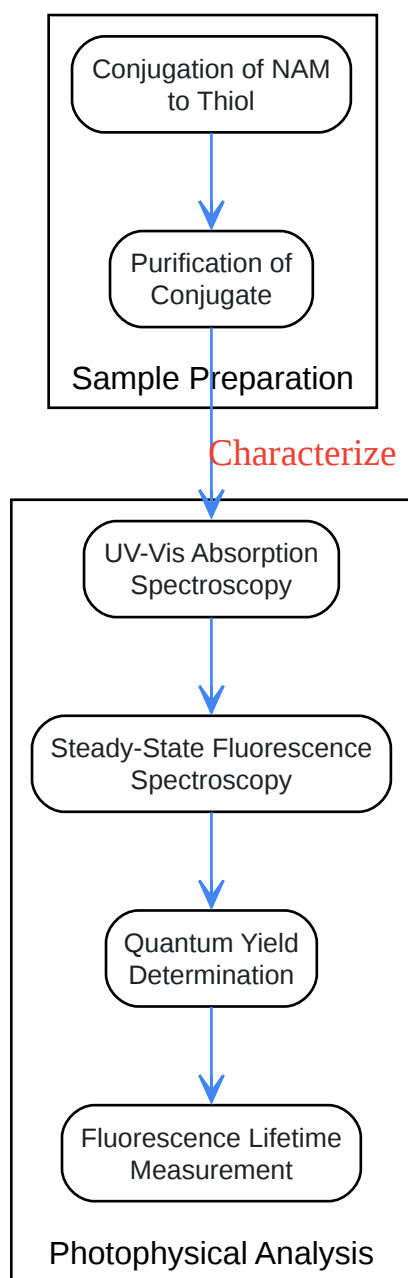 Conjugation of NAM
to Thiol
Purification of
Conjugate
Sample Preparation
Characterize
UV-Vis Absorption
Spectroscopy
Steady-State Fluorescence
Spectroscopy
Quantum Yield
Determination
Fluorescence Lifetime
Measurement
Photophysical Analysis